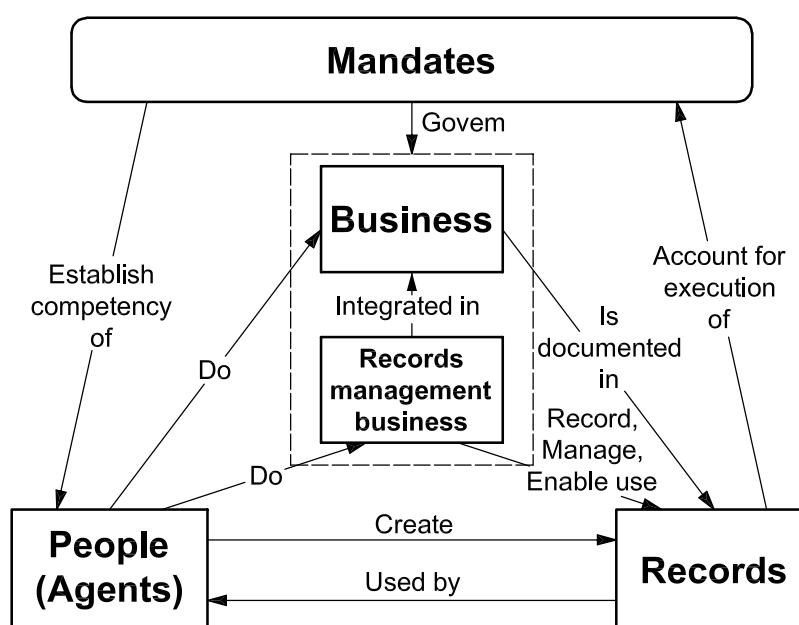 Mandates
Govem
Business
Establish
competency
of
Account for
execution
of
Integrated in
Is
documented
in
Do
Records
management
business
Record,
Manage,
Enable use
Do
People
(Agents)
Create
Used by
Records